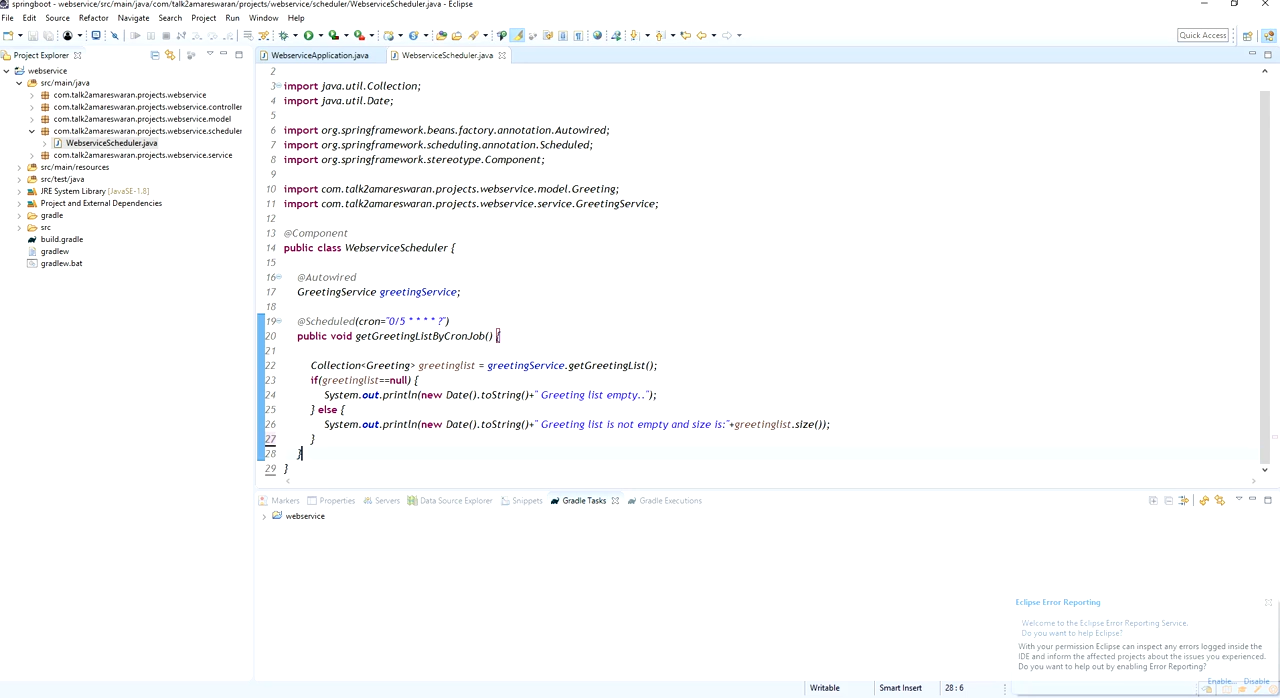 springboot - webservice/src/main/java/com/talk2amareswaran/projects/webservice/scheduler/WebserviceScheduler.java - Eclipse
File Edit Source Refactor Navigate Search Project Run Window Help
Quick Access
Project Explorer
webservice
src/main/java
com.talk2amareswaran.projects.webservice
com.talk2amareswaran.projects.webservice.controller
com.talk2amareswaran.projects.webservice.model
com.talk2amareswaran.projects.webservice.scheduler
WebserviceScheduler.java
com.talk2amareswaran.projects.webservice.service
src/main/resources
src/test/java
JRE System Library [JavaSE-1.8]
Project and External Dependencies
gradle
src
build.gradle
gradlew
gradlew.bat
WebserviceApplication.java WebserviceScheduler.java
2
3 import java.util.Collection;
4 import java.util.Date;
5
6 import org.springframework.beans.factory.annotation.Autowired;
7 import org.springframework.scheduling.annotation.Scheduled;
8 import org.springframework.stereotype.Component;
9
10 import com.talk2amareswaran.projects.webservice.model.Greeting;
11 import com.talk2amareswaran.projects.webservice.service.GreetingService;
12
13 @Component
14 public class WebserviceScheduler {
15
16 @Autowired
17 GreetingService greetingService;
18
19 @Scheduled(cron="0/5 * * * * ?")
20 public void getGreetingListByCronJob() {
21
22 Collection<Greeting> greetinglist = greetingService.getGreetingList();
23 if(greetinglist==null) {
24 System.out.println(new Date().toString()+" Greeting list empty..");
25 } else {
26 System.out.println(new Date().toString()+" Greeting list is not empty and size is:"+greetinglist.size());
27 }
28 }
29 }
Markers Properties Servers Data Source Explorer Snippets Gradle Tasks Gradle Executions
webservice
Eclipse Error Reporting
Welcome to the Eclipse Error Reporting Service.
Do you want to help Eclipse?
With your permission Eclipse can inspect any errors logged inside the
IDE and inform the affected projects about the issues you experienced.
Do you want to help out by enabling Error Reporting?
Enable... Disable
Writable Smart Insert 28 : 6